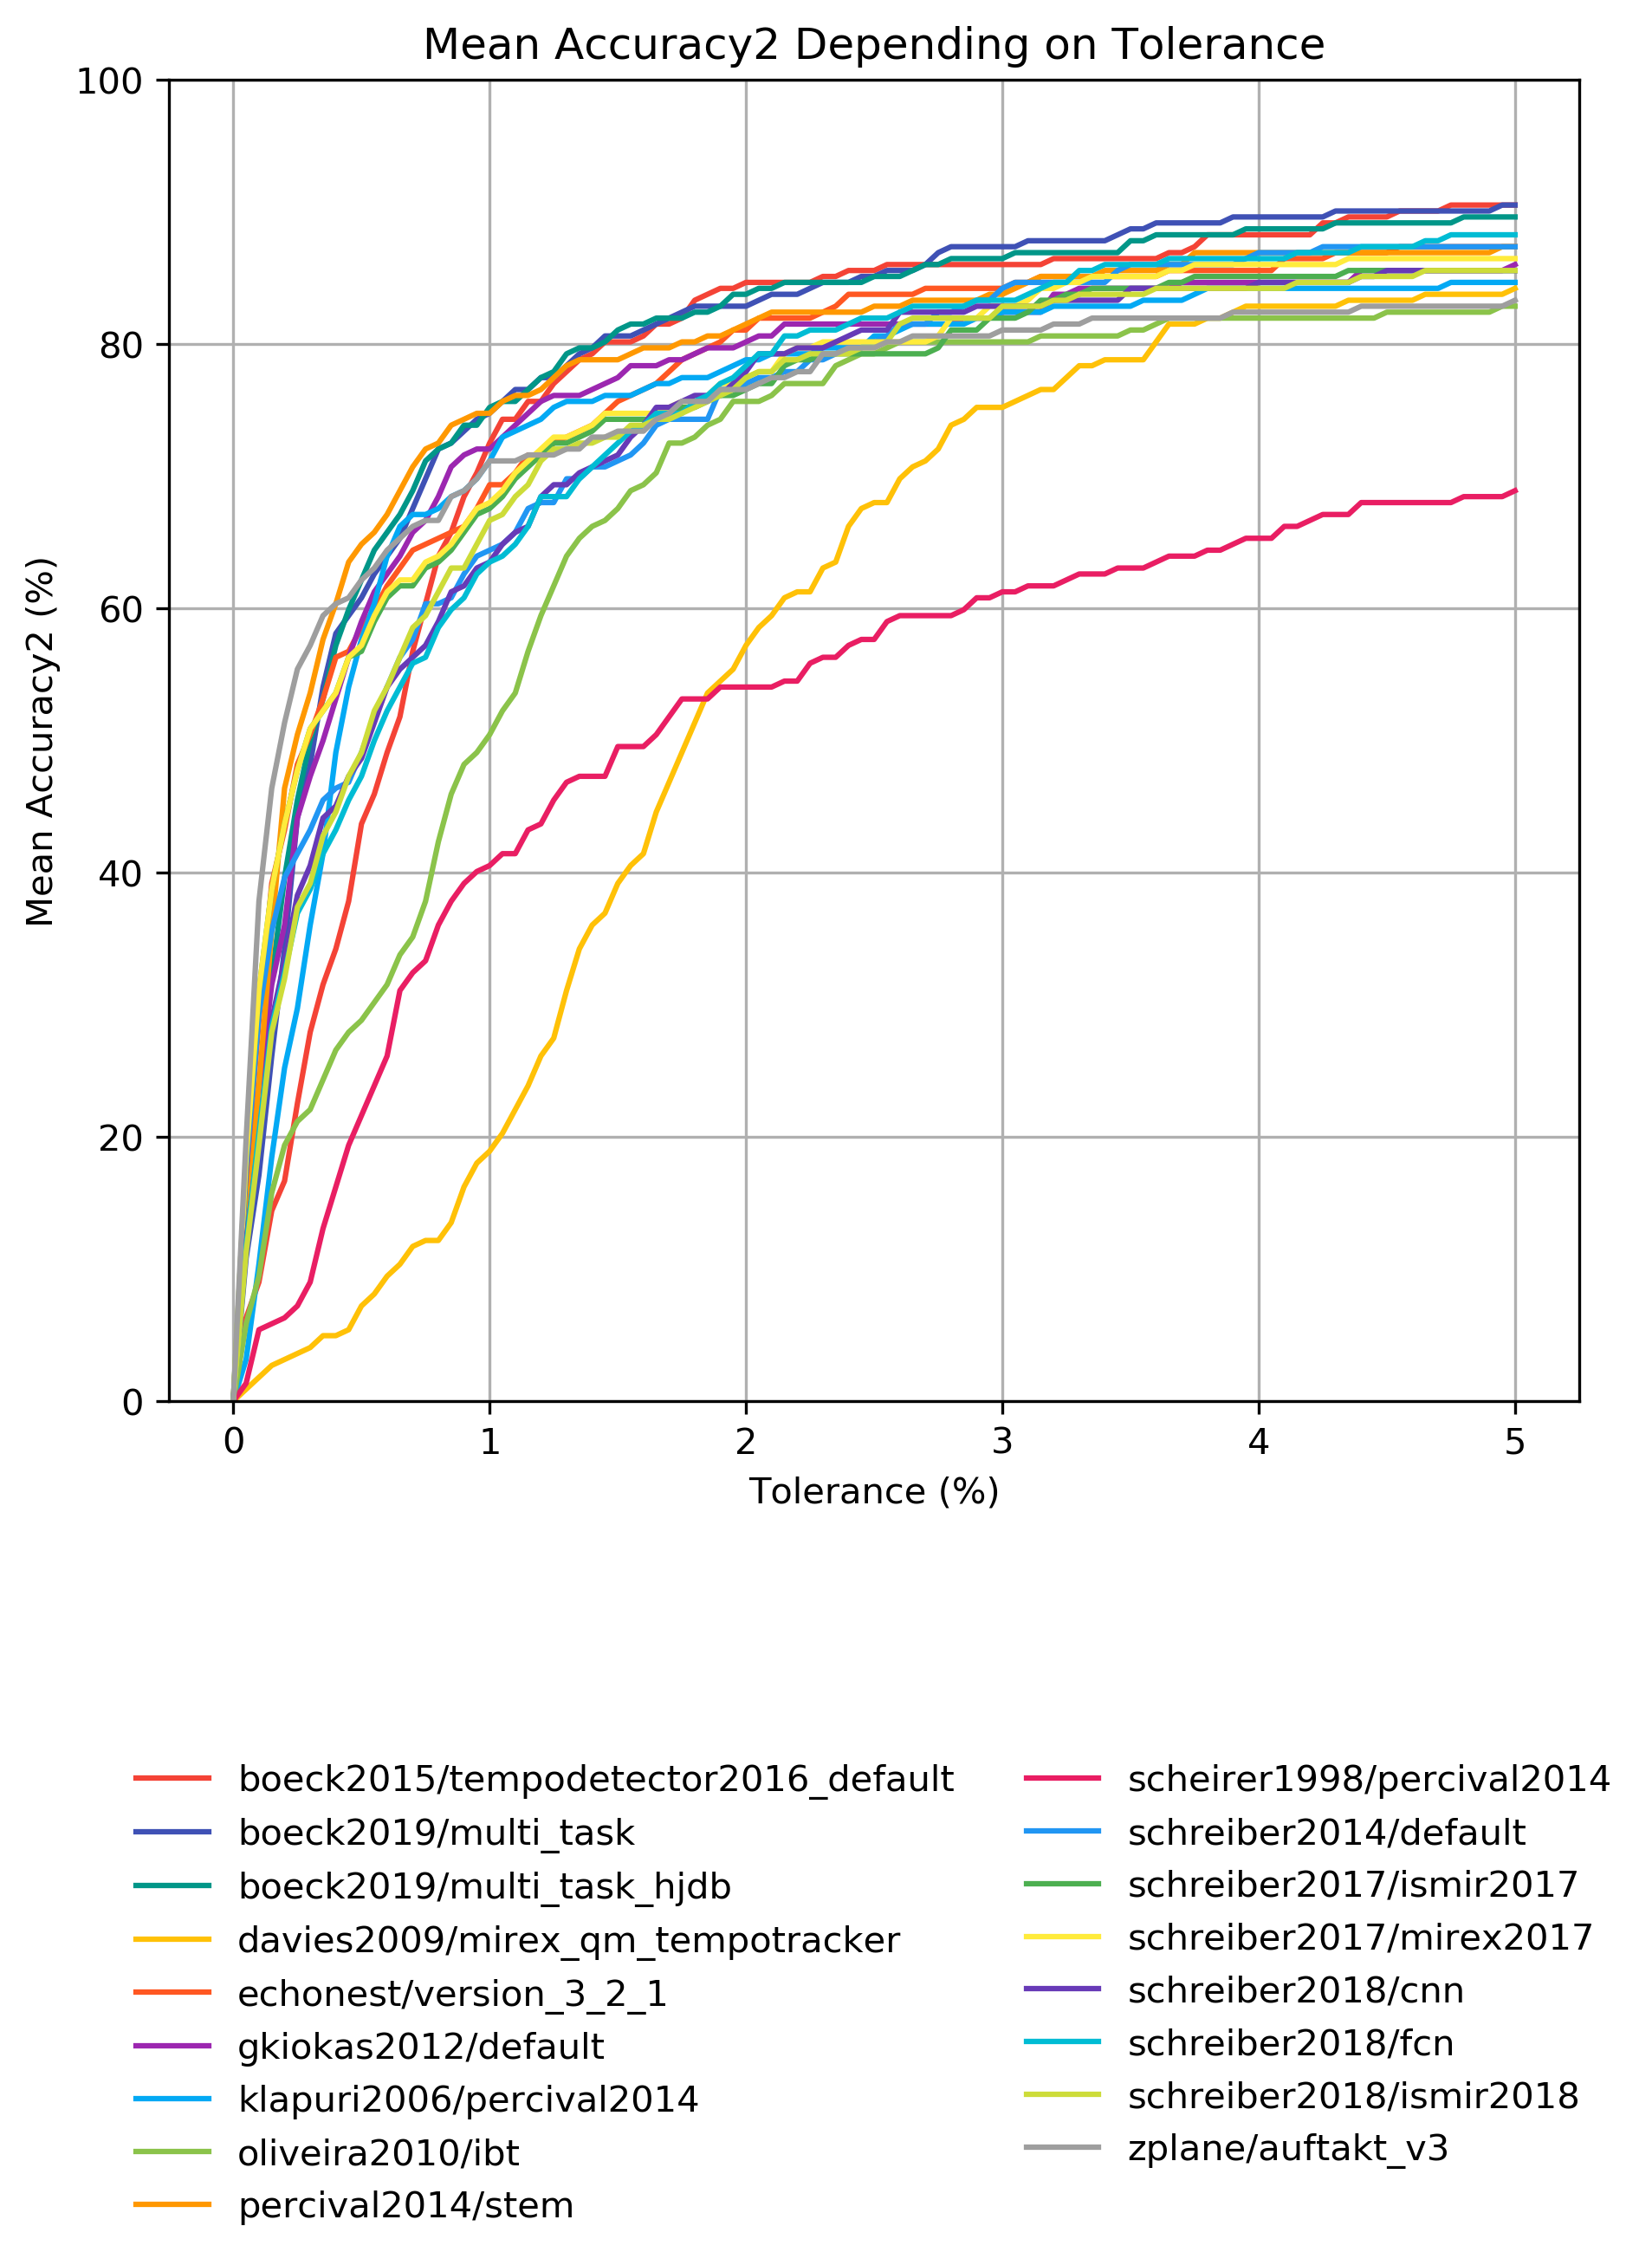 Mean Accuracy2 Depending on Tolerance
100
80
60
40
20
0
Mean Accuracy2 (%)
0 1 2 3 4 5
Tolerance (%)
boeck2015/tempodetector2016_default
boeck2019/multi_task
boeck2019/multi_task_hjdb
davies2009/mirex_qm_tempotracker
echonest/version_3_2_1
gkiokas2012/default
klapuri2006/percival2014
oliveira2010/ibt
percival2014/stem
scheirer1998/percival2014
schreiber2014/default
schreiber2017/ismir2017
schreiber2017/mirex2017
schreiber2018/cnn
schreiber2018/fcn
schreiber2018/ismir2018
zplane/auftakt_v3